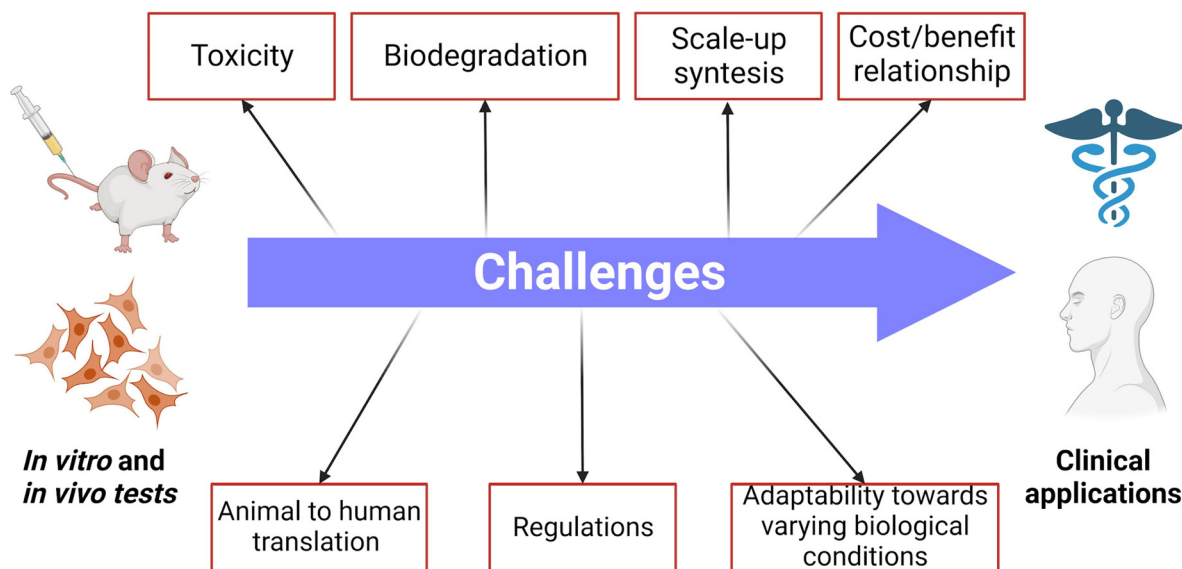 Toxicity
Biodegradation
Scale-up
syntesis
Cost/benefit
relationship
Challenges
In vitro and
in vivo tests
Clinical
applications
Animal to human
translation
Regulations
Adaptability towards
varying biological
conditions